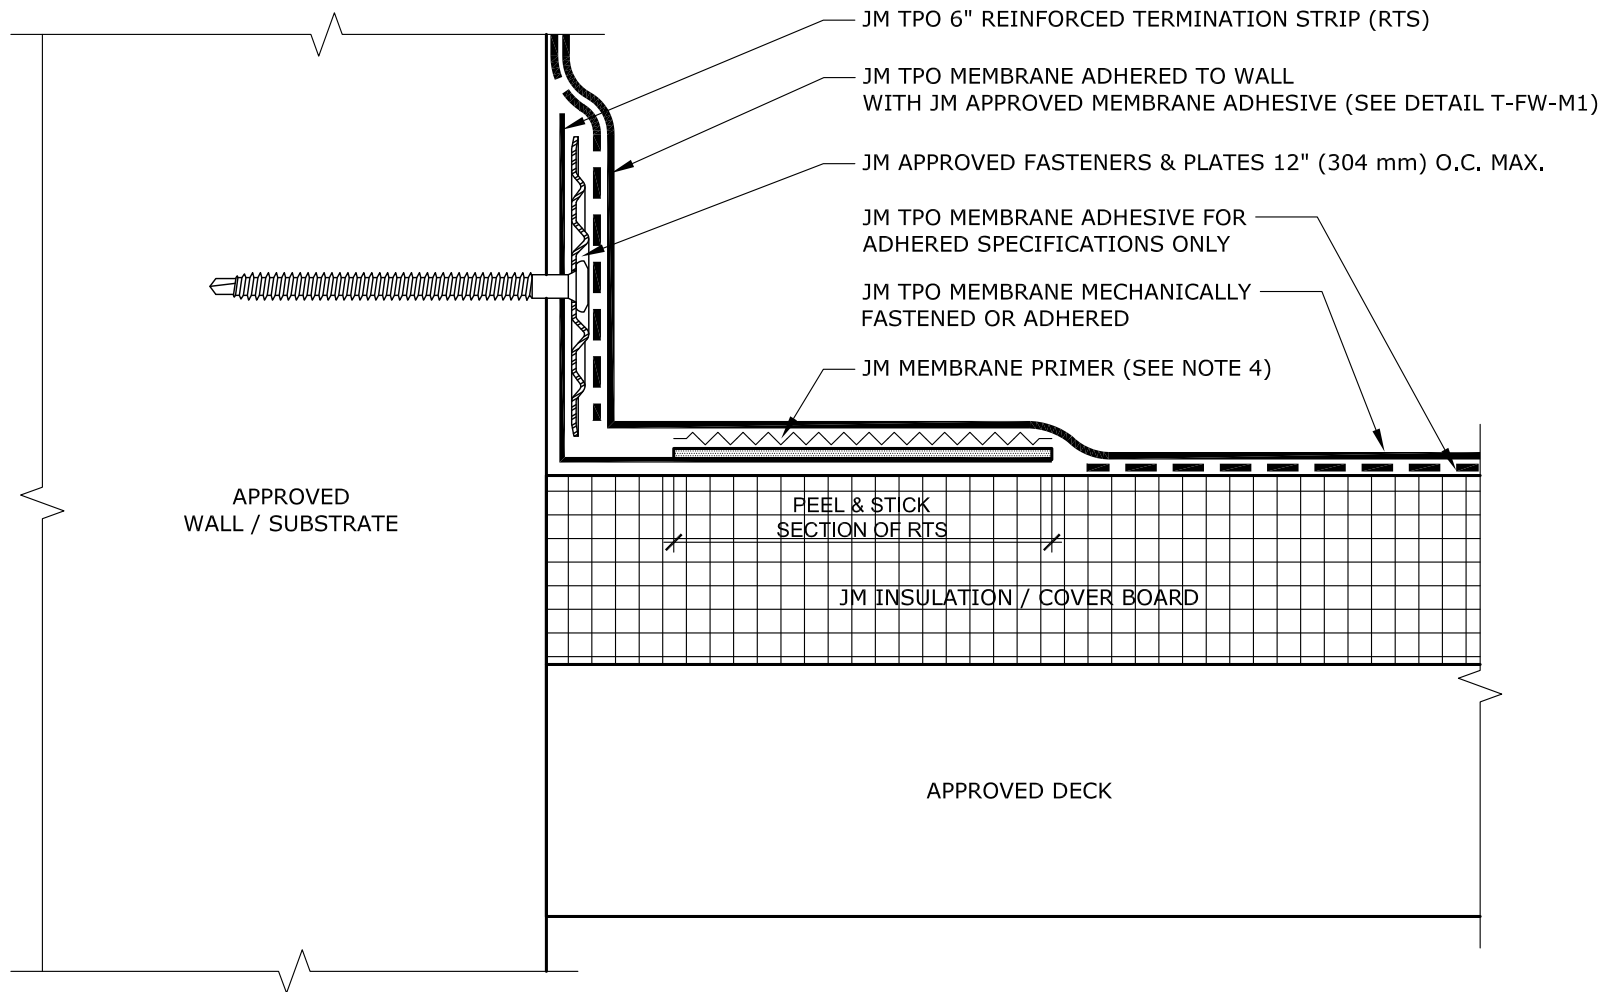 JM TPO 6" REINFORCED TERMINATION STRIP (RTS)
JM TPO MEMBRANE ADHERED TO WALL
WITH JM APPROVED MEMBRANE ADHESIVE (SEE DETAIL T-FW-M1)
JM APPROVED FASTENERS & PLATES 12" (304 mm) O.C. MAX.
JM TPO MEMBRANE ADHESIVE FOR
ADHERED SPECIFICATIONS ONLY
JM TPO MEMBRANE MECHANICALLY
FASTENED OR ADHERED
JM MEMBRANE PRIMER (SEE NOTE 4)
APPROVED
WALL / SUBSTRATE
PEEL & STICK
SECTION OF RTS
JM INSULATION / COVER BOARD
APPROVED DECK